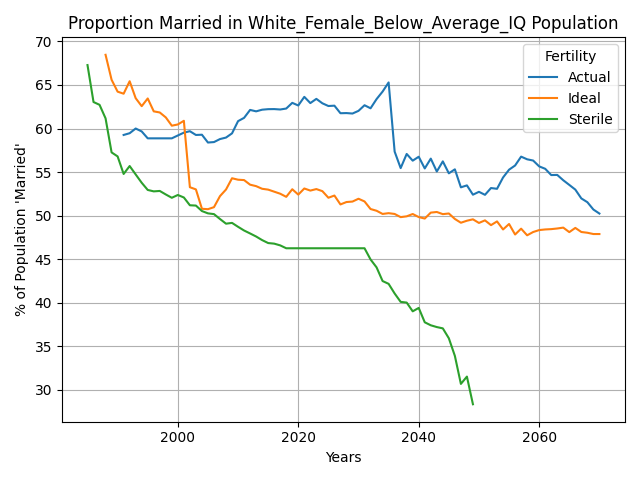 Proportion Married in White_Female_Below_Average_IQ Population
% of Population 'Married'
70
65
60
55
50
45
40
35
30
2000
2020
2040
2060
Years
Fertility
Actual
Ideal
Sterile